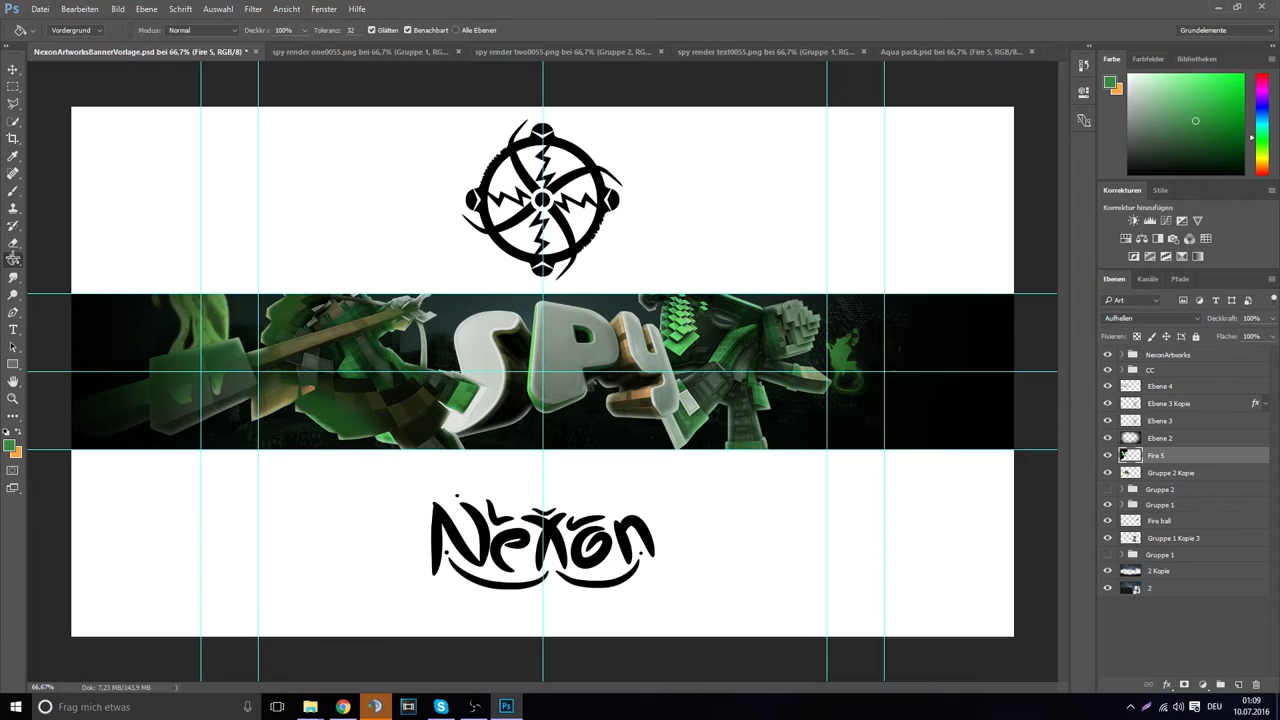 Ps Datei Bearbeiten Bild Ebene Schrift Auswahl Filter Ansicht Fenster Hilfe
Vordergrund Modus: Normal Deckkr.: 100% Toleranz: 32 Glätten Benachbart Alle Ebenen Grundelemente
NexonArtworksBannerVorlage.psd bei 66,7% (Fire 5, RGB/8) * × spy render one0055.png bei 66,7% (Gruppe 1, RG... × spy render two0055.png bei 66,7% (Gruppe 2, RG... × spy render text0055.png bei 66,7% (Gruppe 1, RG... × Aqua pack.psd bei 66,7% (Fire 5, RGB/8... ×
Farbe Farbfelder Bibliotheken
Korrekturen Stile
Korrektur hinzufügen
Ebenen Kanäle Pfade
Art
Aufhellen Deckkraft: 100%
Fixieren: Fläche: 100%
NexonArtworks
CC
Ebene 4
Ebene 3 Kopie fx
Ebene 3
Ebene 2
Fire 5
Gruppe 2 Kopie
Gruppe 2
Gruppe 1
Fire ball
Gruppe 1 Kopie 3
Gruppe 1
2 Kopie
2
SPY
Nexon
66,67% Dok: 7,23 MB/143,9 MB
Frag mich etwas
DEU
01:09
10.07.2016